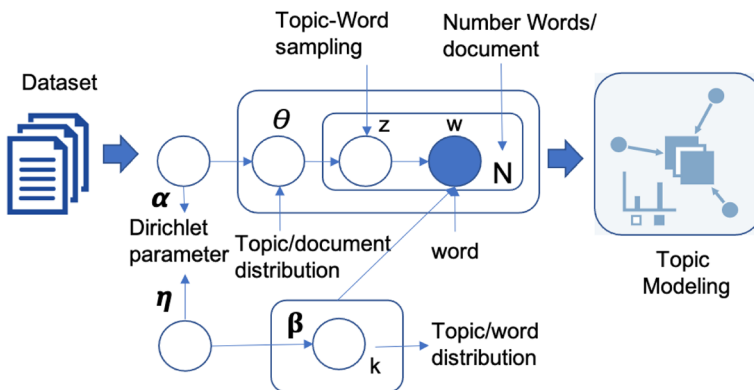 Topic-Word
sampling
Number Words/
document
Dataset
θ
z
w
N
α
Dirichlet
parameter
Topic/document
distribution
word
Topic
Modeling
η
β
k
Topic/word
distribution